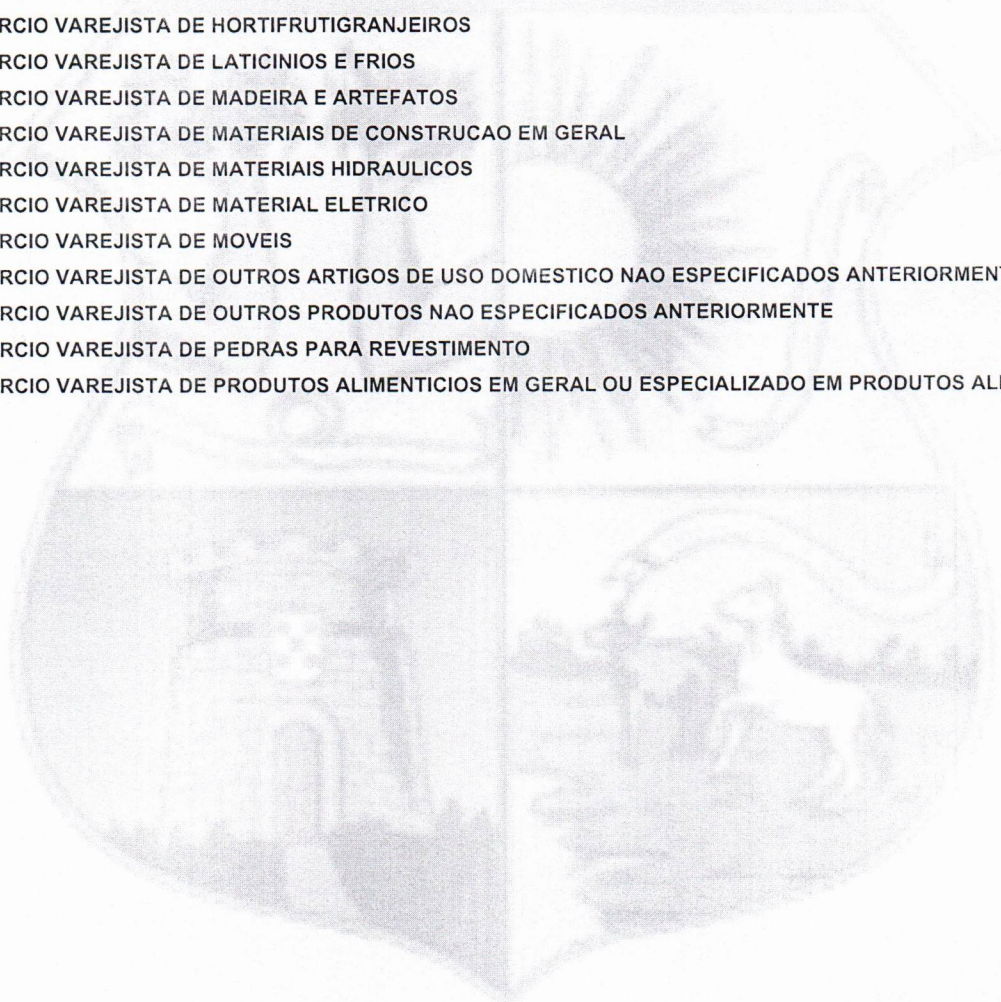 RCIO VAREJISTA DE HORTIFRUTIGRANJEIROS
RCIO VAREJISTA DE LATICINIOS E FRIOS
RCIO VAREJISTA DE MADEIRA E ARTEFATOS
RCIO VAREJISTA DE MATERIAIS DE CONSTRUCAO EM GERAL
RCIO VAREJISTA DE MATERIAIS HIDRAULICOS
RCIO VAREJISTA DE MATERIAL ELETRICO
RCIO VAREJISTA DE MOVEIS
RCIO VAREJISTA DE OUTROS ARTIGOS DE USO DOMESTICO NAO ESPECIFICADOS ANTERIORMENT
RCIO VAREJISTA DE OUTROS PRODUTOS NAO ESPECIFICADOS ANTERIORMENTE
RCIO VAREJISTA DE PEDRAS PARA REVESTIMENTO
RCIO VAREJISTA DE PRODUTOS ALIMENTICIOS EM GERAL OU ESPECIALIZADO EM PRODUTOS ALI